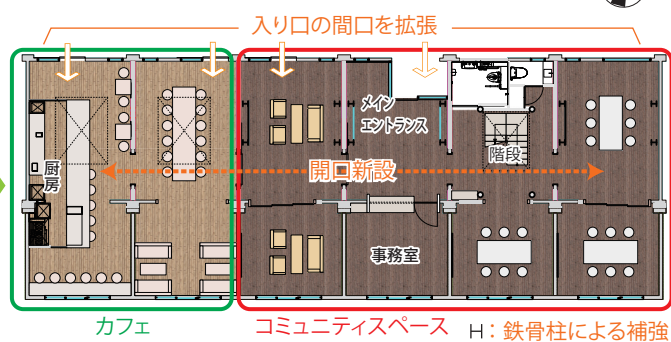 入り口の間口を拡張
メイン
エントランス
階段
厨房
開口新設
事務室
カフェ
コミュニティスペース
H：鉄骨柱による補強